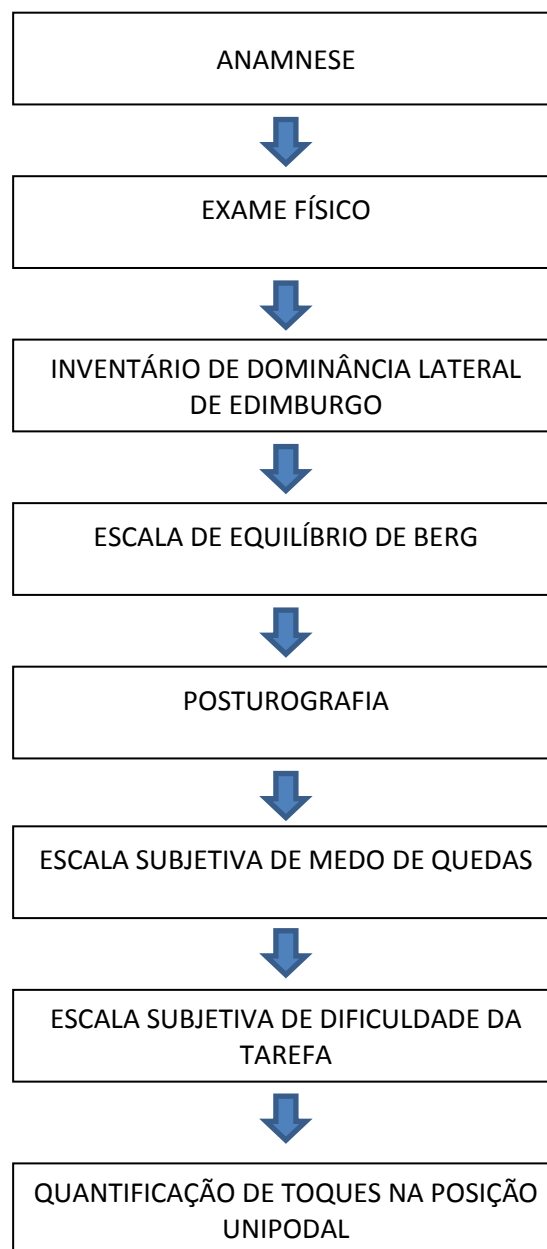 ANAMNESE
EXAME FÍSICO
INVENTÁRIO DE DOMINÂNCIA LATERAL
DE EDIMBURGO
ESCALA DE EQUILÍBRIO DE BERG
POSTUROGRAFIA
ESCALA SUBJETIVA DE MEDO DE QUEDAS
ESCALA SUBJETIVA DE DIFICULDADE DA
TAREFA
QUANTIFICAÇÃO DE TOQUES NA POSIÇÃO
UNIPODAL